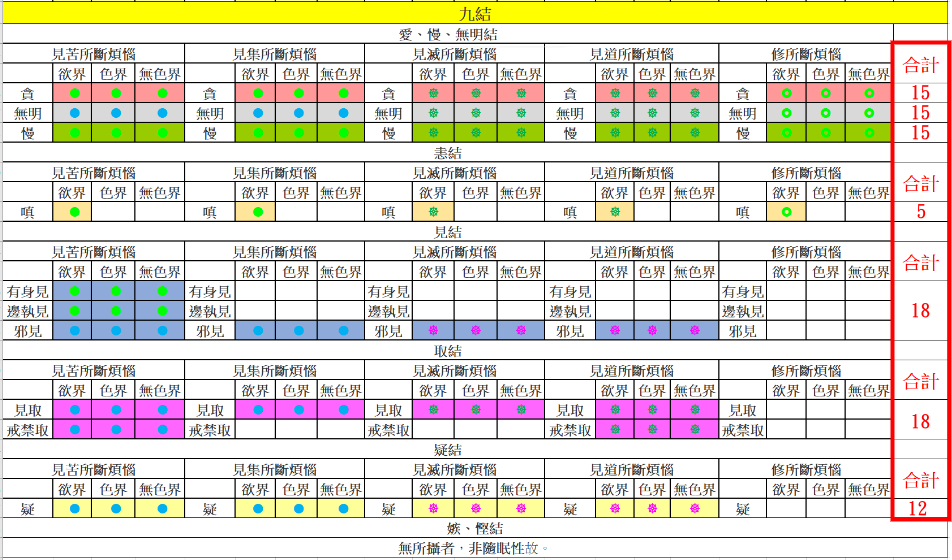 九結
愛、慢、無明結
見苦所斷煩惱 見集所斷煩惱 見滅所斷煩惱 見道所斷煩惱 修所斷煩惱 合計
欲界 色界 無色界 欲界 色界 無色界 欲界 色界 無色界 欲界 色界 無色界 欲界 色界 無色界
貪 貪 貪 貪 貪 15
無明 無明 無明 無明 無明 15
慢 慢 慢 慢 慢 15
恚結
見苦所斷煩惱 見集所斷煩惱 見滅所斷煩惱 見道所斷煩惱 修所斷煩惱 合計
欲界 色界 無色界 欲界 色界 無色界 欲界 色界 無色界 欲界 色界 無色界 欲界 色界 無色界
嗔 嗔 嗔 嗔 嗔 5
見結
見苦所斷煩惱 見集所斷煩惱 見滅所斷煩惱 見道所斷煩惱 修所斷煩惱 合計
欲界 色界 無色界 欲界 色界 無色界 欲界 色界 無色界 欲界 色界 無色界 欲界 色界 無色界
有身見 有身見 有身見 有身見 有身見
邊執見 邊執見 邊執見 邊執見 邊執見 18
邪見 邪見 邪見 邪見 邪見
取結
見苦所斷煩惱 見集所斷煩惱 見滅所斷煩惱 見道所斷煩惱 修所斷煩惱 合計
欲界 色界 無色界 欲界 色界 無色界 欲界 色界 無色界 欲界 色界 無色界 欲界 色界 無色界
見取 見取 見取 見取 見取 18
戒禁取 戒禁取 戒禁取 戒禁取 戒禁取
疑結
見苦所斷煩惱 見集所斷煩惱 見滅所斷煩惱 見道所斷煩惱 修所斷煩惱 合計
欲界 色界 無色界 欲界 色界 無色界 欲界 色界 無色界 欲界 色界 無色界 欲界 色界 無色界
疑 疑 疑 疑 疑 12
嫉、慳結
無所攝者，非隨眠性故。